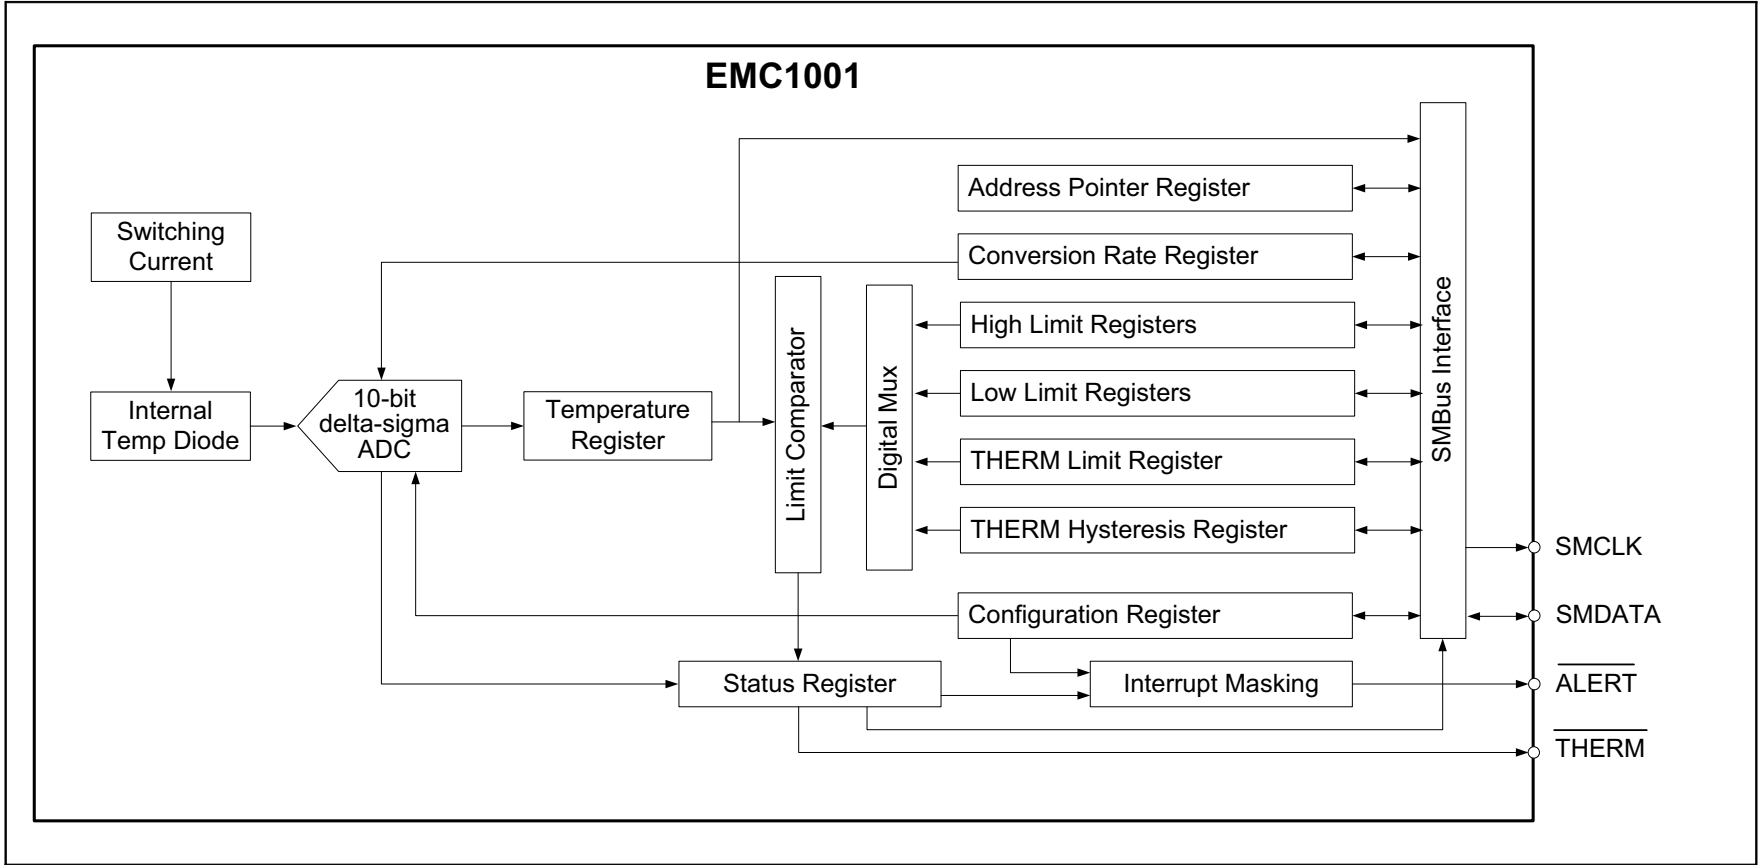 EMC1001
Switching
Current
Internal
Temp Diode
10-bit
delta-sigma
ADC
Temperature
Register
Limit Comparator
Digital Mux
Address Pointer Register
Conversion Rate Register
High Limit Registers
Low Limit Registers
THERM Limit Register
THERM Hysteresis Register
Configuration Register
Status Register
Interrupt Masking
SMBus Interface
SMCLK
SMDATA
ALERT
THERM